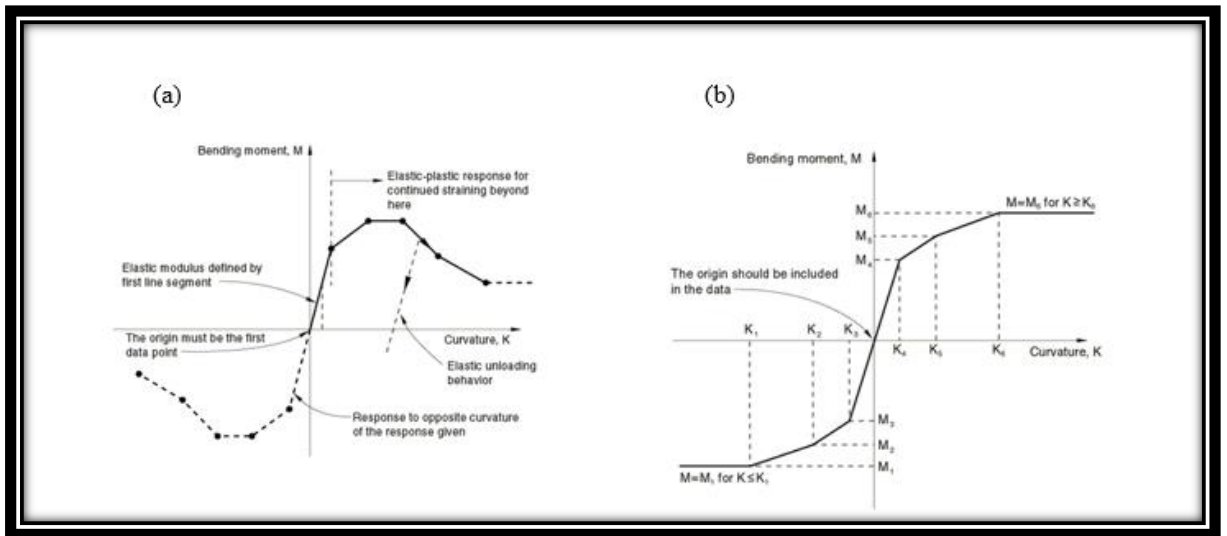 (a)
Bending moment, M
Elastic-plastic response for
continued straining beyond
here
Elastic modulus defined by
first line segment
The origin must be the first
data point
Curvature, K
Elastic unloading
behavior
Response to opposite curvature
of the response given
(b)
Bending moment, M
M=M₆ for K≥K₆
M₆
M₅
M₄
The origin should be included
in the data
K₁
K₂
K₃
K₄
K₅
K₆
Curvature, K
M₃
M₂
M₁
M=M₁ for K≤K₁